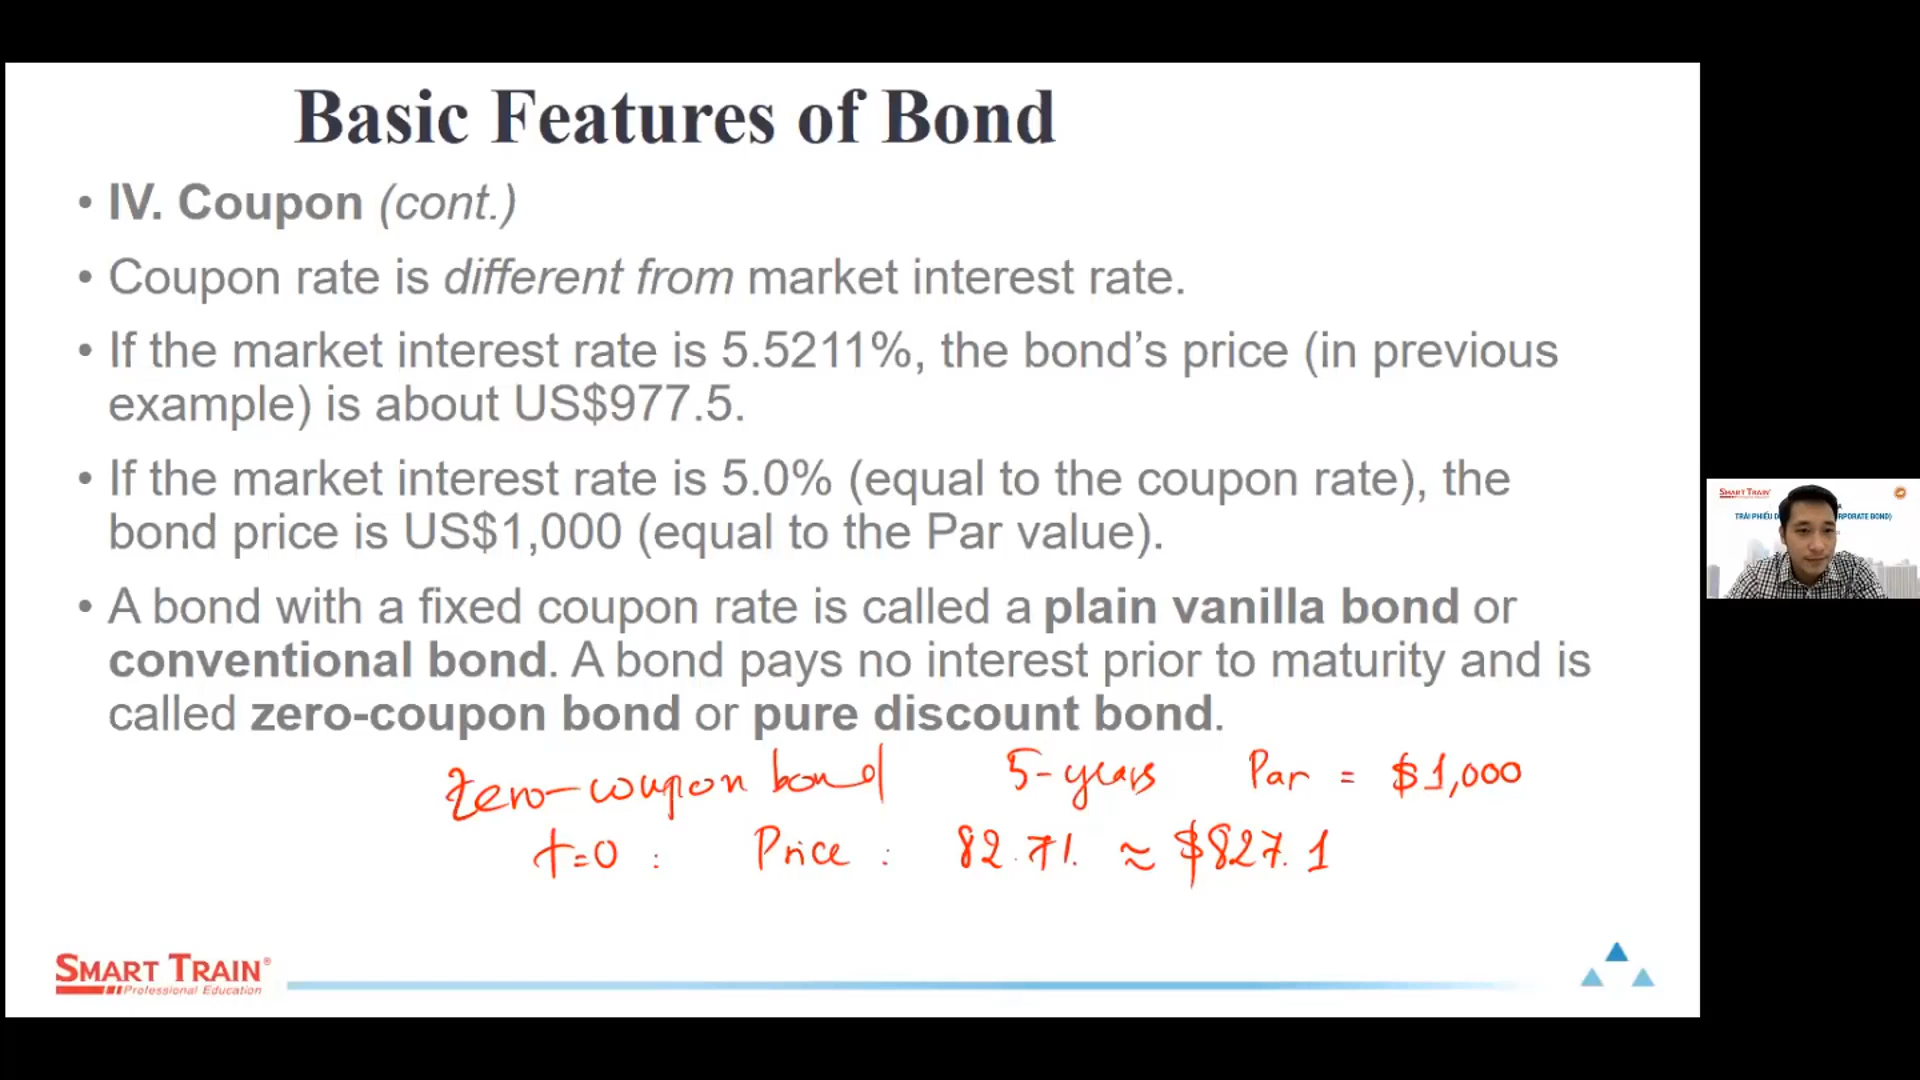 Basic Features of Bond
• IV. Coupon (cont.)
• Coupon rate is different from market interest rate.
• If the market interest rate is 5.5211%, the bond’s price (in previous
example) is about US$977.5.
• If the market interest rate is 5.0% (equal to the coupon rate), the
bond price is US$1,000 (equal to the Par value).
• A bond with a fixed coupon rate is called a plain vanilla bond or
conventional bond. A bond pays no interest prior to maturity and is
called zero-coupon bond or pure discount bond.
Zero-coupon bond 5-years Par = $1,000
t=0 : Price : 82.71. ≈ $827.1
SMART TRAIN®
Professional Education
SMART TRAIN
TRÁI PHIẾU